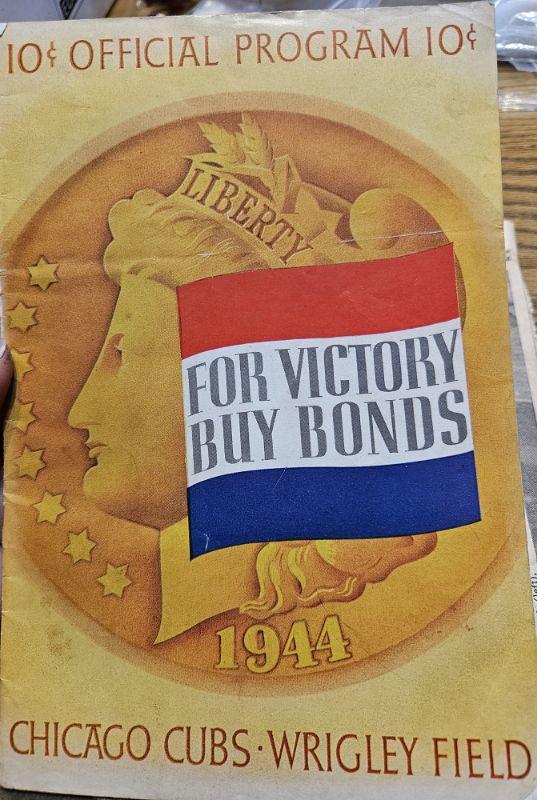 10¢ OFFICIAL PROGRAM 10¢
LIBERTY
FOR VICTORY
BUY BONDS
1944
CHICAGO CUBS · WRIGLEY FIELD